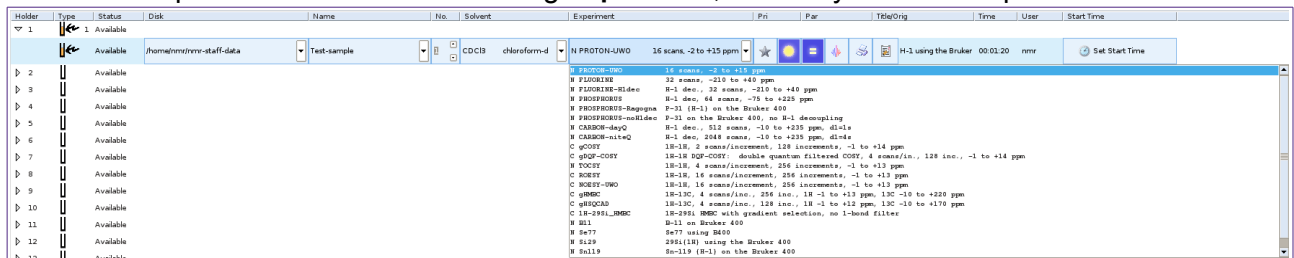 Holder Type Status Disk Name No. Solvent Experiment Pri Par Title/Orig Time User Start Time
1 1 Available
Available /home/nmr/nmr-staff-data Test-sample CDCl3 chloroform-d N PROTON-UWO 16 scans, -2 to +15 ppm H-1 using the Bruker 00:01:20 nmr Set Start Time
2 Available N PROTON-UWO 16 scans, -2 to +15 ppm
N FLUORINE 32 scans, -210 to +40 ppm
3 Available N FLUORINE-H1dec H-1 dec., 32 scans, -210 to +40 ppm
N PHOSPHORUS H-1 dec, 64 scans, -75 to +225 ppm
4 Available N PHOSPHORUS-Ragogna P-31 (H-1) on the Bruker 400
5 Available N PHOSPHORUS-noH1dec P-31 on the Bruker 400, no H-1 decoupling
N CARBON-dayQ H-1 dec., 512 scans, -10 to +235 ppm, d1=1s
6 Available N CARBON-niteQ H-1 dec, 2048 scans, -10 to +235 ppm, d1=4s
C gCOSY 1H-1H, 2 scans/increment, 128 increments, -1 to +14 ppm
7 Available C gDQF-COSY 1H-1H DQF-COSY: double quantum filtered COSY, 4 scans/in., 128 inc., -1 to +14 ppm
N TOCSY 1H-1H, 4 scans/increment, 256 increments, -1 to +13 ppm
8 Available C ROESY 1H-1H, 16 scans/increment, 256 increments, -1 to +13 ppm
9 Available C NOESY-UWO 1H-1H, 16 scans/increment, 256 increments, -1 to +13 ppm
C gHMBC 1H-13C, 4 scans/inc., 256 inc., 1H -1 to +13 ppm, 13C -10 to +220 ppm
10 Available C gHSQCAD 1H-13C, 4 scans/inc., 128 inc., 1H -1 to +12 ppm, 13C -10 to +170 ppm
C 1H-29Si_HMBC 1H-29Si HMBC with gradient selection, no 1-bond filter
11 Available N B11 B-11 on Bruker 400
N Se77 Se77 using B400
12 Available N Si29 29Si(1H) using the Bruker 400
N Sn119 Sn-119 (H-1) on the Bruker 400